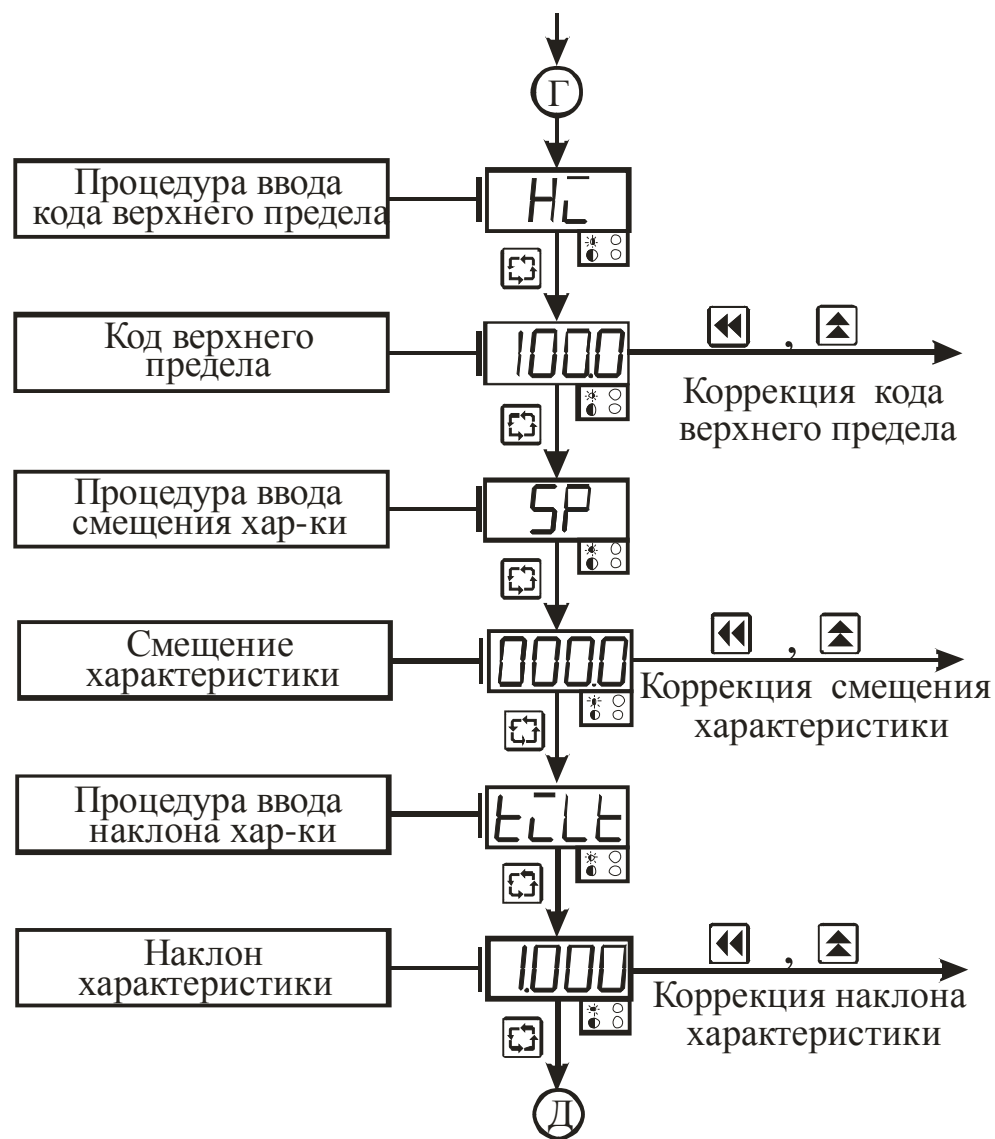 Г
Процедура ввода
кода верхнего предела
Hi
Код верхнего
предела
100.0
,
Коррекция кода
верхнего предела
Процедура ввода
смещения хар-ки
SP
Смещение
характеристики
000.0
,
Коррекция смещения
характеристики
Процедура ввода
наклона хар-ки
tiLt
Наклон
характеристики
1.000
,
Коррекция наклона
характеристики
Д